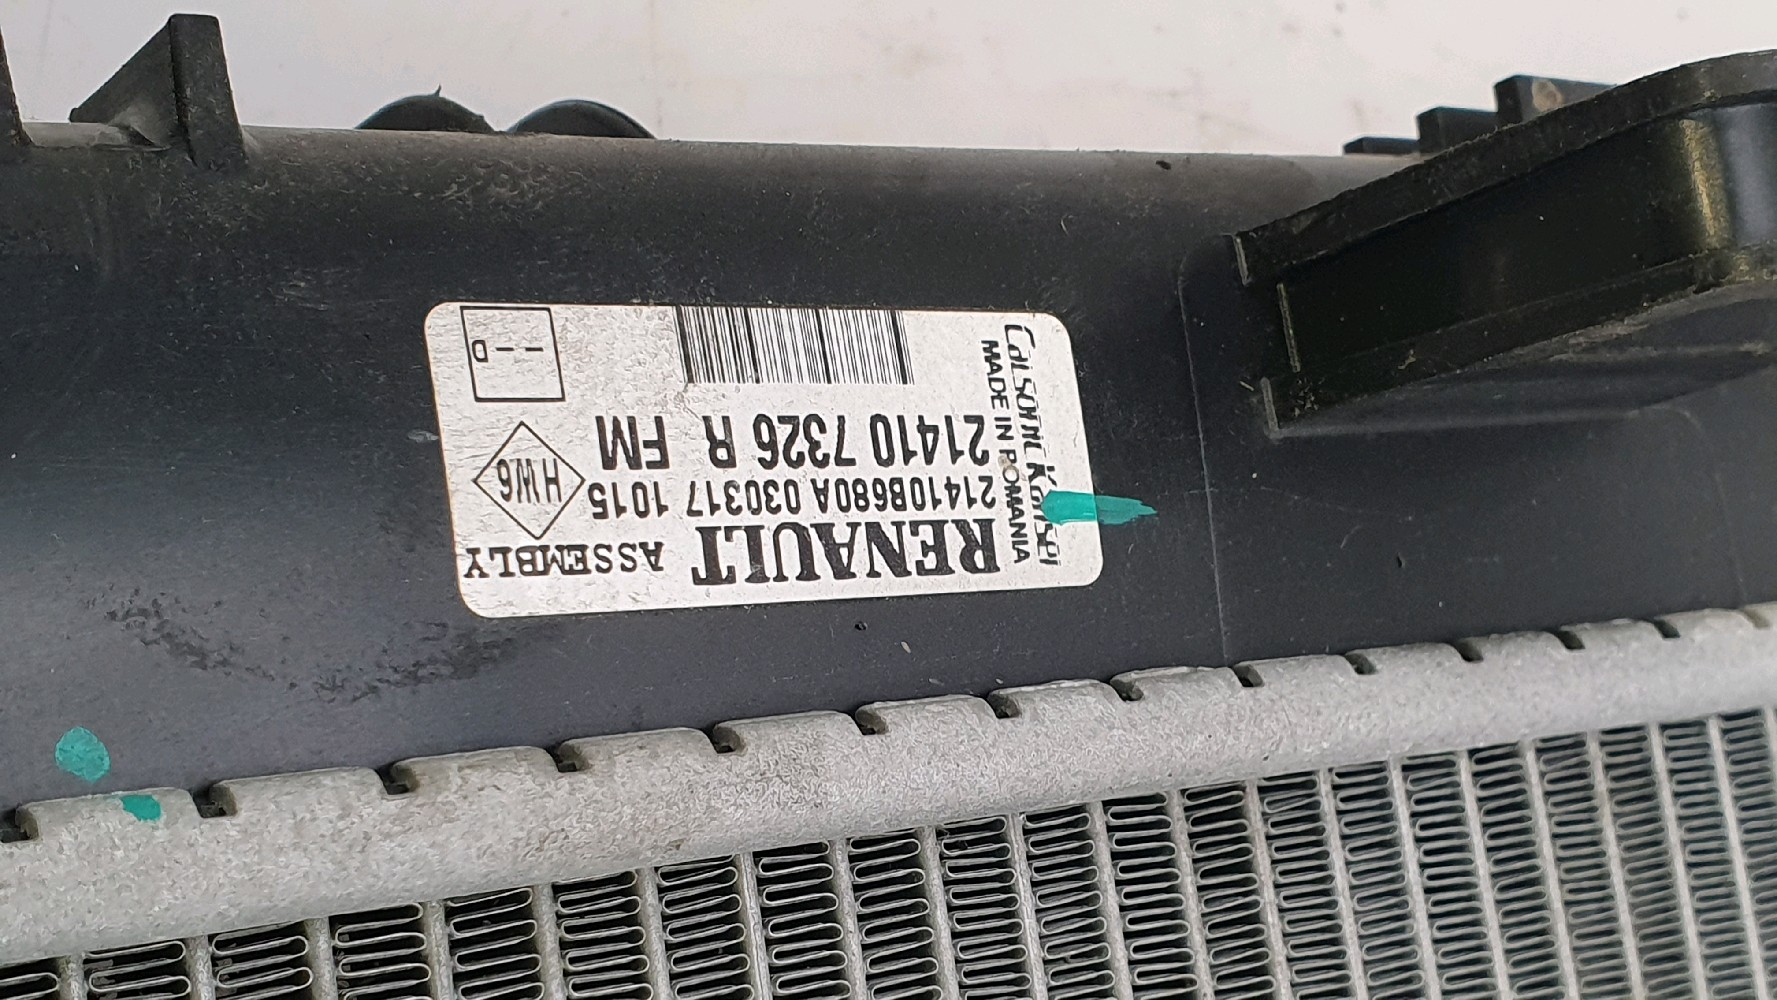 RENAULT ASSEMBLY
21410B680A 030317 1015
21410 7326 R FM
HW6
--D
Calsonic Kansei
MADE IN ROMANIA